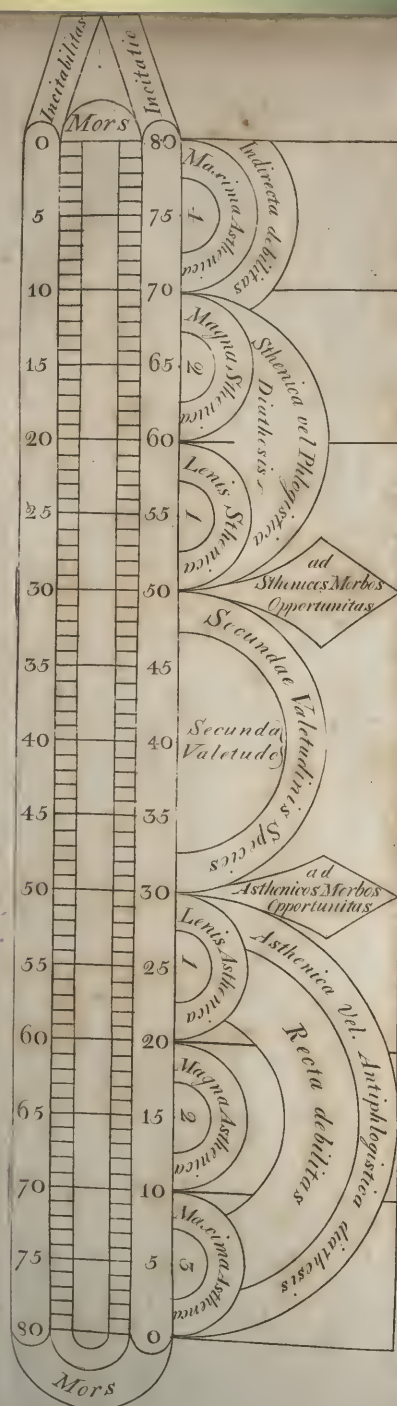 Incitabilitas
Incitatio
Mors
0
5
10
15
20
25
30
35
40
45
50
55
60
65
70
75
80
80
75
70
65
60
55
50
45
40
35
30
25
20
15
10
5
0
Maxima Asthenica
1
Indirecta debilitas
Magna Sthenica
2
Lenis Sthenica
1
Sthenica vel Phlogistica
Diathesis
ad
Sthenices Morbos
Opportunitas
Secundae Valetudinis Species
Secunda
Valetudo
ad
Asthenicos Morbos
Opportunitas
Lenis Asthenica
1
Magna Asthenica
2
Maxima Asthenca
3
Recta debilitas
Asthenica Vel. Antiphlogistica diathesis
Mors